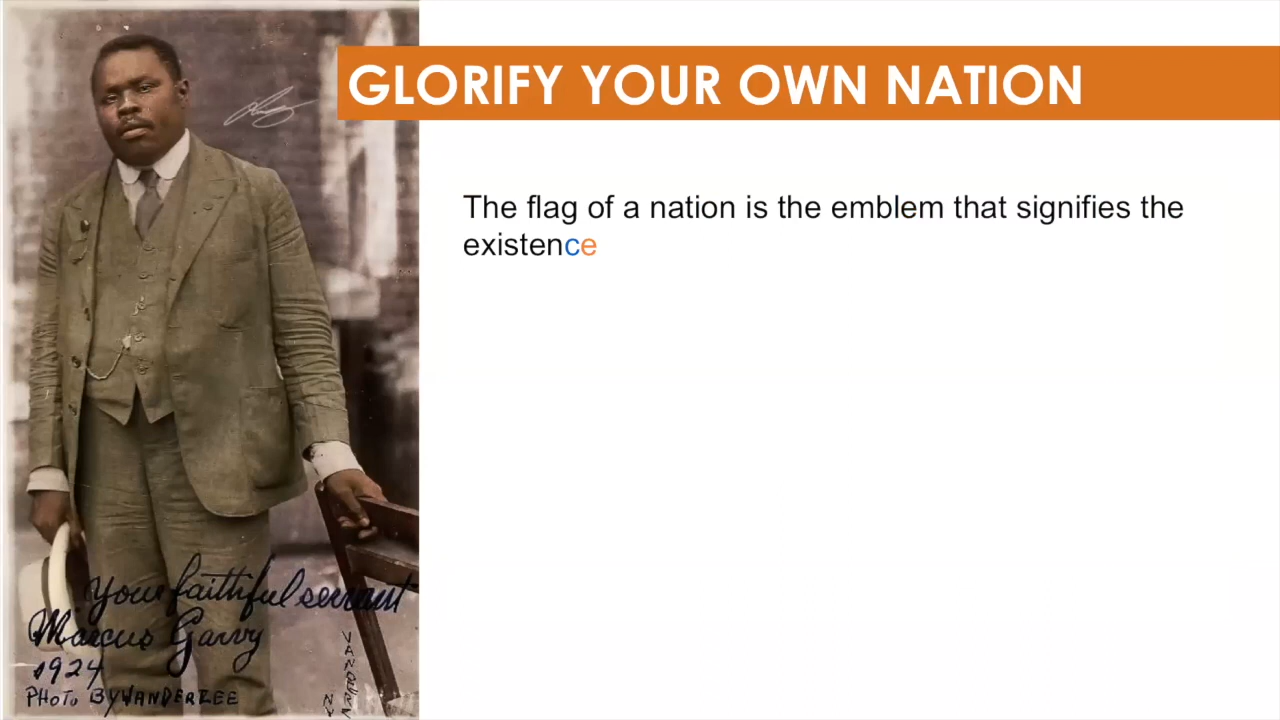 GLORIFY YOUR OWN NATION
The flag of a nation is the emblem that signifies the
existence
Your faithful servant
Marcus Garvy
1924
PHOTO BY VANDERZEE